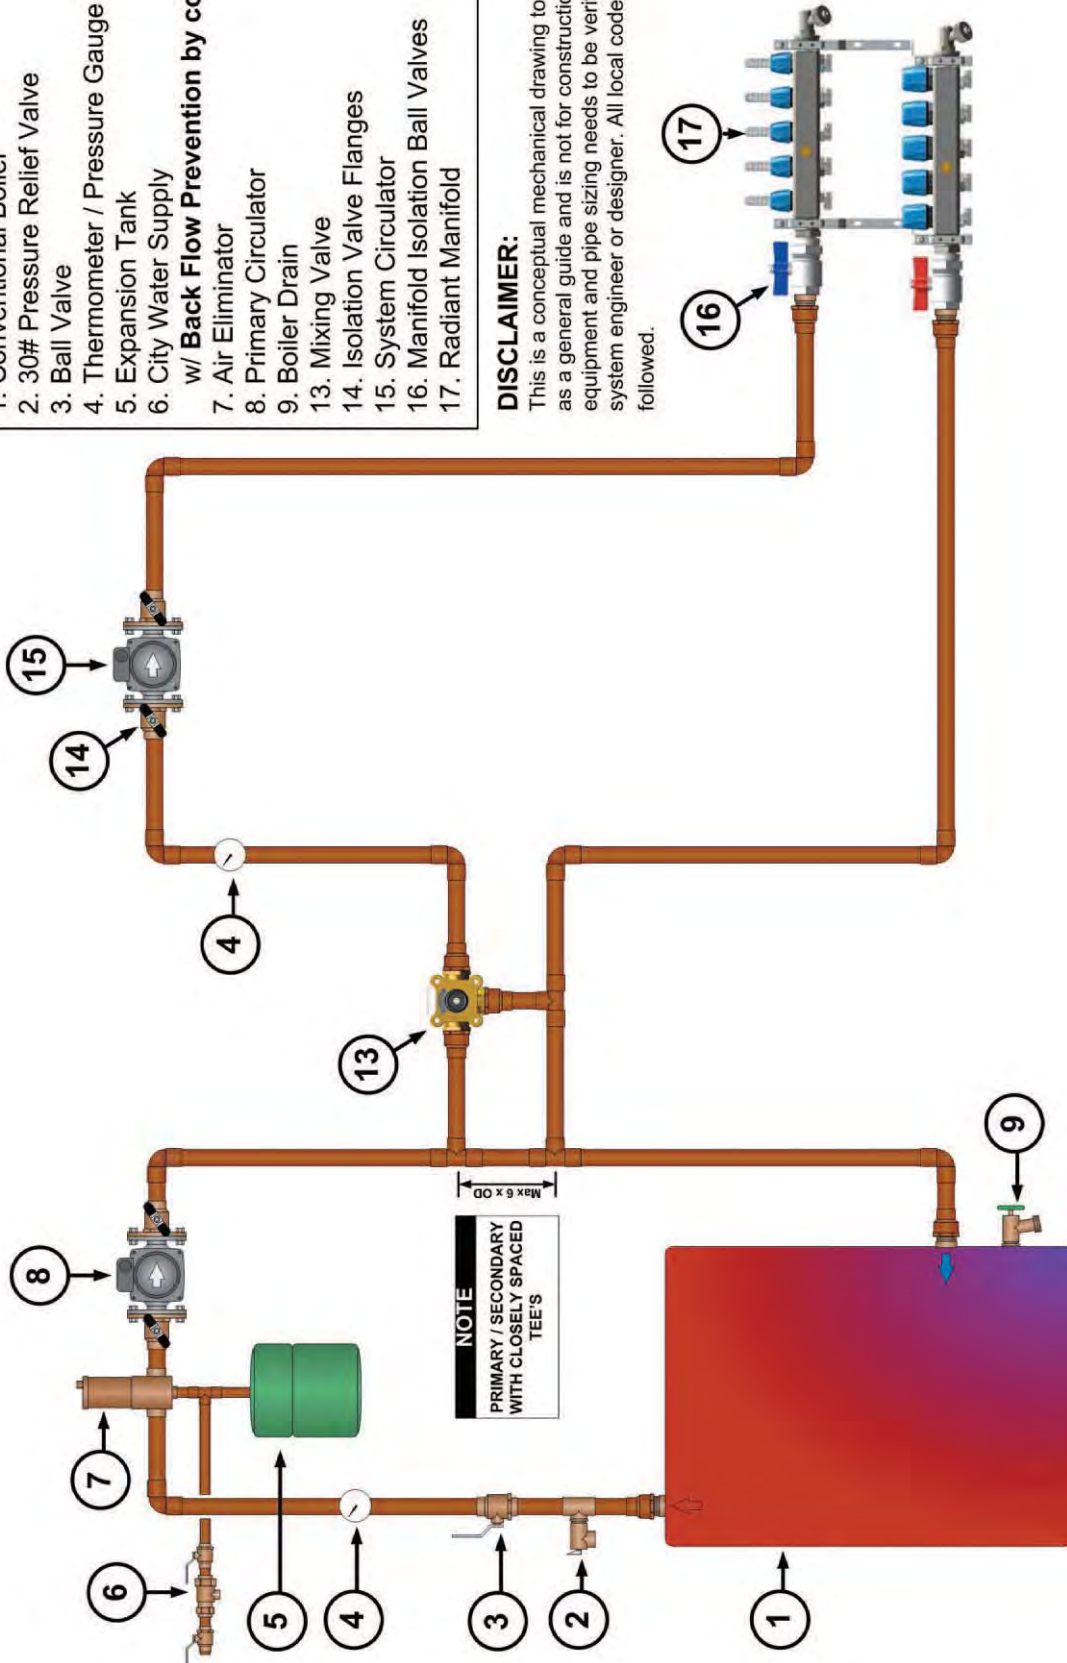 1. Conventional Boiler
2. 30# Pressure Relief Valve
3. Ball Valve
4. Thermometer / Pressure Gauge
5. Expansion Tank
6. City Water Supply
w/ Back Flow Prevention by co
7. Air Eliminator
8. Primary Circulator
9. Boiler Drain
13. Mixing Valve
14. Isolation Valve Flanges
15. System Circulator
16. Manifold Isolation Ball Valves
17. Radiant Manifold
DISCLAIMER:
This is a conceptual mechanical drawing to
as a general guide and is not for constructio
equipment and pipe sizing needs to be veri
system engineer or designer. All local code
followed.
15
14
8
7
6
5
4
3
2
1
4
13
NOTE
PRIMARY / SECONDARY
WITH CLOSELY SPACED
TEE'S
Max 6 x OD
9
16
17